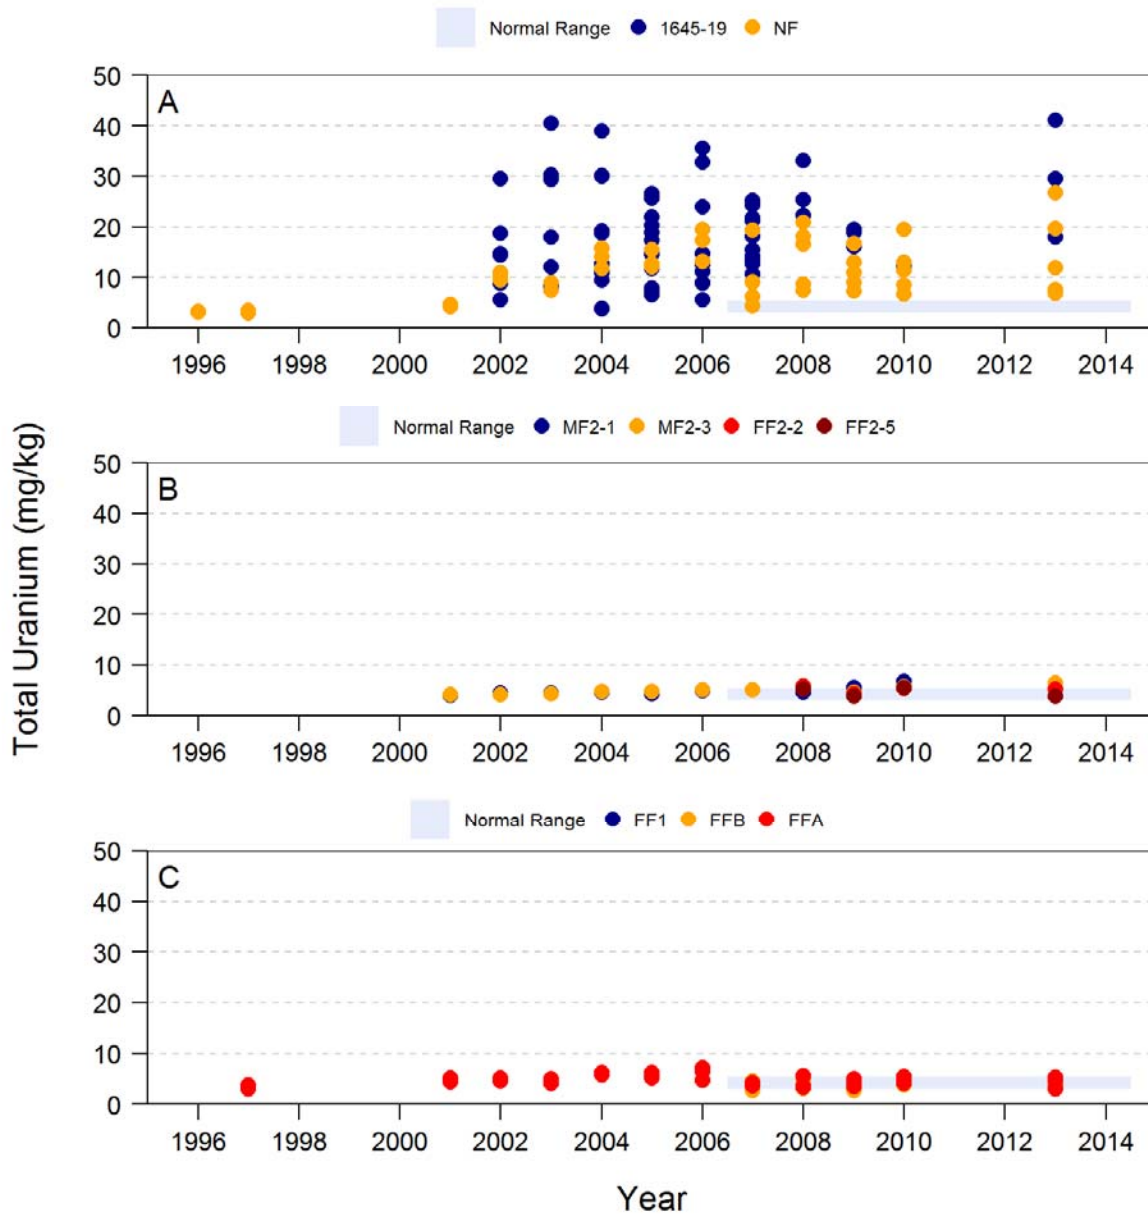 Normal Range 1645-19 NF
A
50
40
30
20
10
0
1996 1998 2000 2002 2004 2006 2008 2010 2012 2014
Normal Range MF2-1 MF2-3 FF2-2 FF2-5
B
50
40
30
20
10
0
1996 1998 2000 2002 2004 2006 2008 2010 2012 2014
Total Uranium (mg/kg)
Normal Range FF1 FFB FFA
C
50
40
30
20
10
0
1996 1998 2000 2002 2004 2006 2008 2010 2012 2014
Year